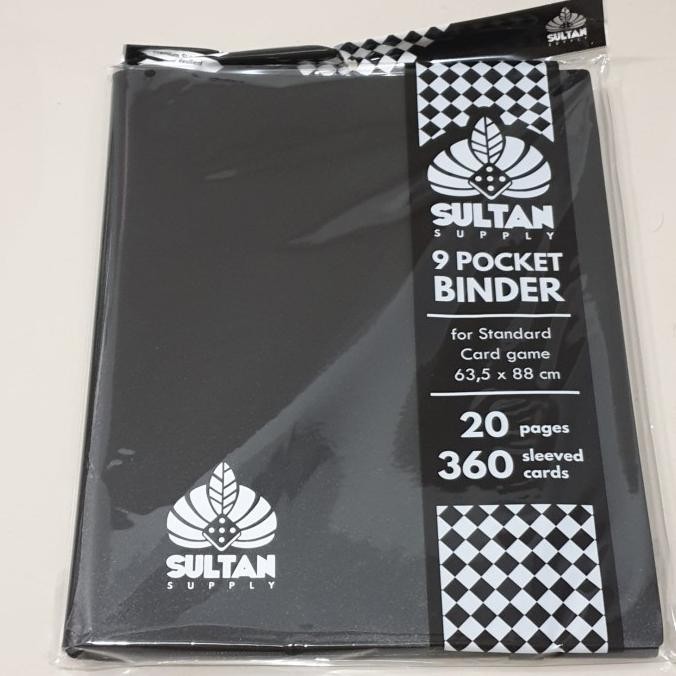 SULTAN
SUPPLY
SULTAN
SUPPLY
9 POCKET
BINDER
for Standard
Card game
63,5 x 88 cm
20 pages
360 sleeved
cards
SULTAN
SUPPLY